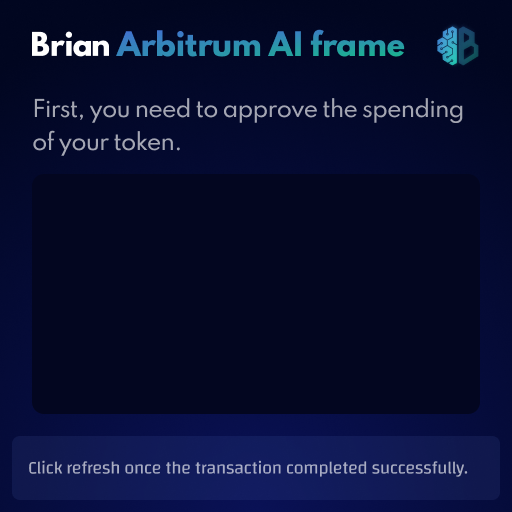 Brian Arbitrum AI frame
First, you need to approve the spending
of your token.
Click refresh once the transaction completed successfully.